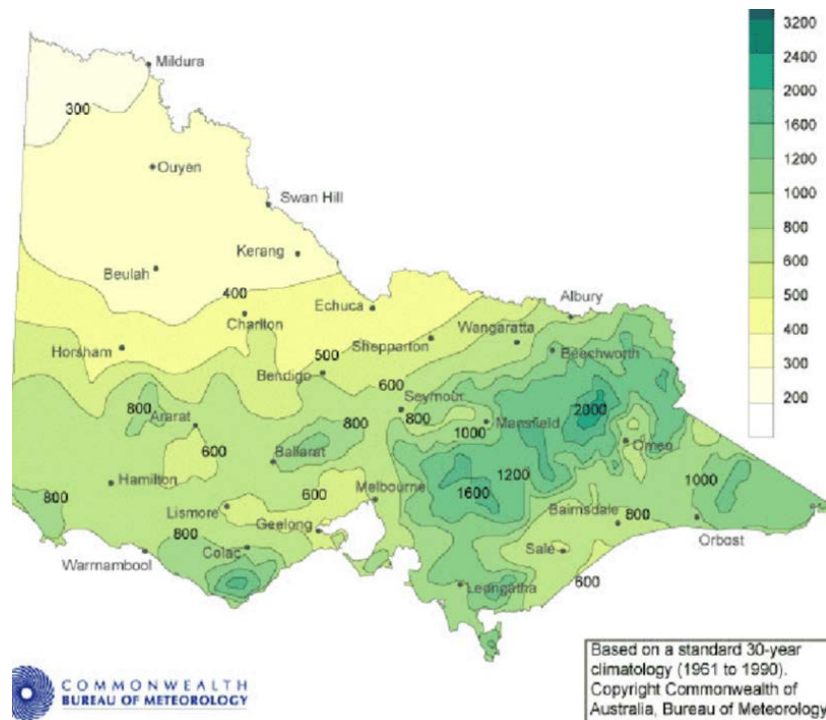 3200
2400
2000
1600
1200
1000
800
600
500
400
300
200
Mildura
300
Ouyen
Swan Hill
Kerang
Beulah
400
Echuca
Albury
Charlton
Wangaratta
Horsham
Shepparton
Beechworth
500
Bendigo
600
Seymour
800
Ararat
800
800
1000
Mansfield
2000
Omeo
600
Ballarat
Hamilton
1600
1200
1000
800
Lismore
600
Melbourne
Bairnsdale
800
Geelong
Orbost
800
Colac
Sale
Warrnambool
Leongatha
600
COMMONWEALTH
BUREAU OF METEOROLOGY
Based on a standard 30-year
climatology (1961 to 1990).
Copyright Commonwealth of
Australia, Bureau of Meteorology